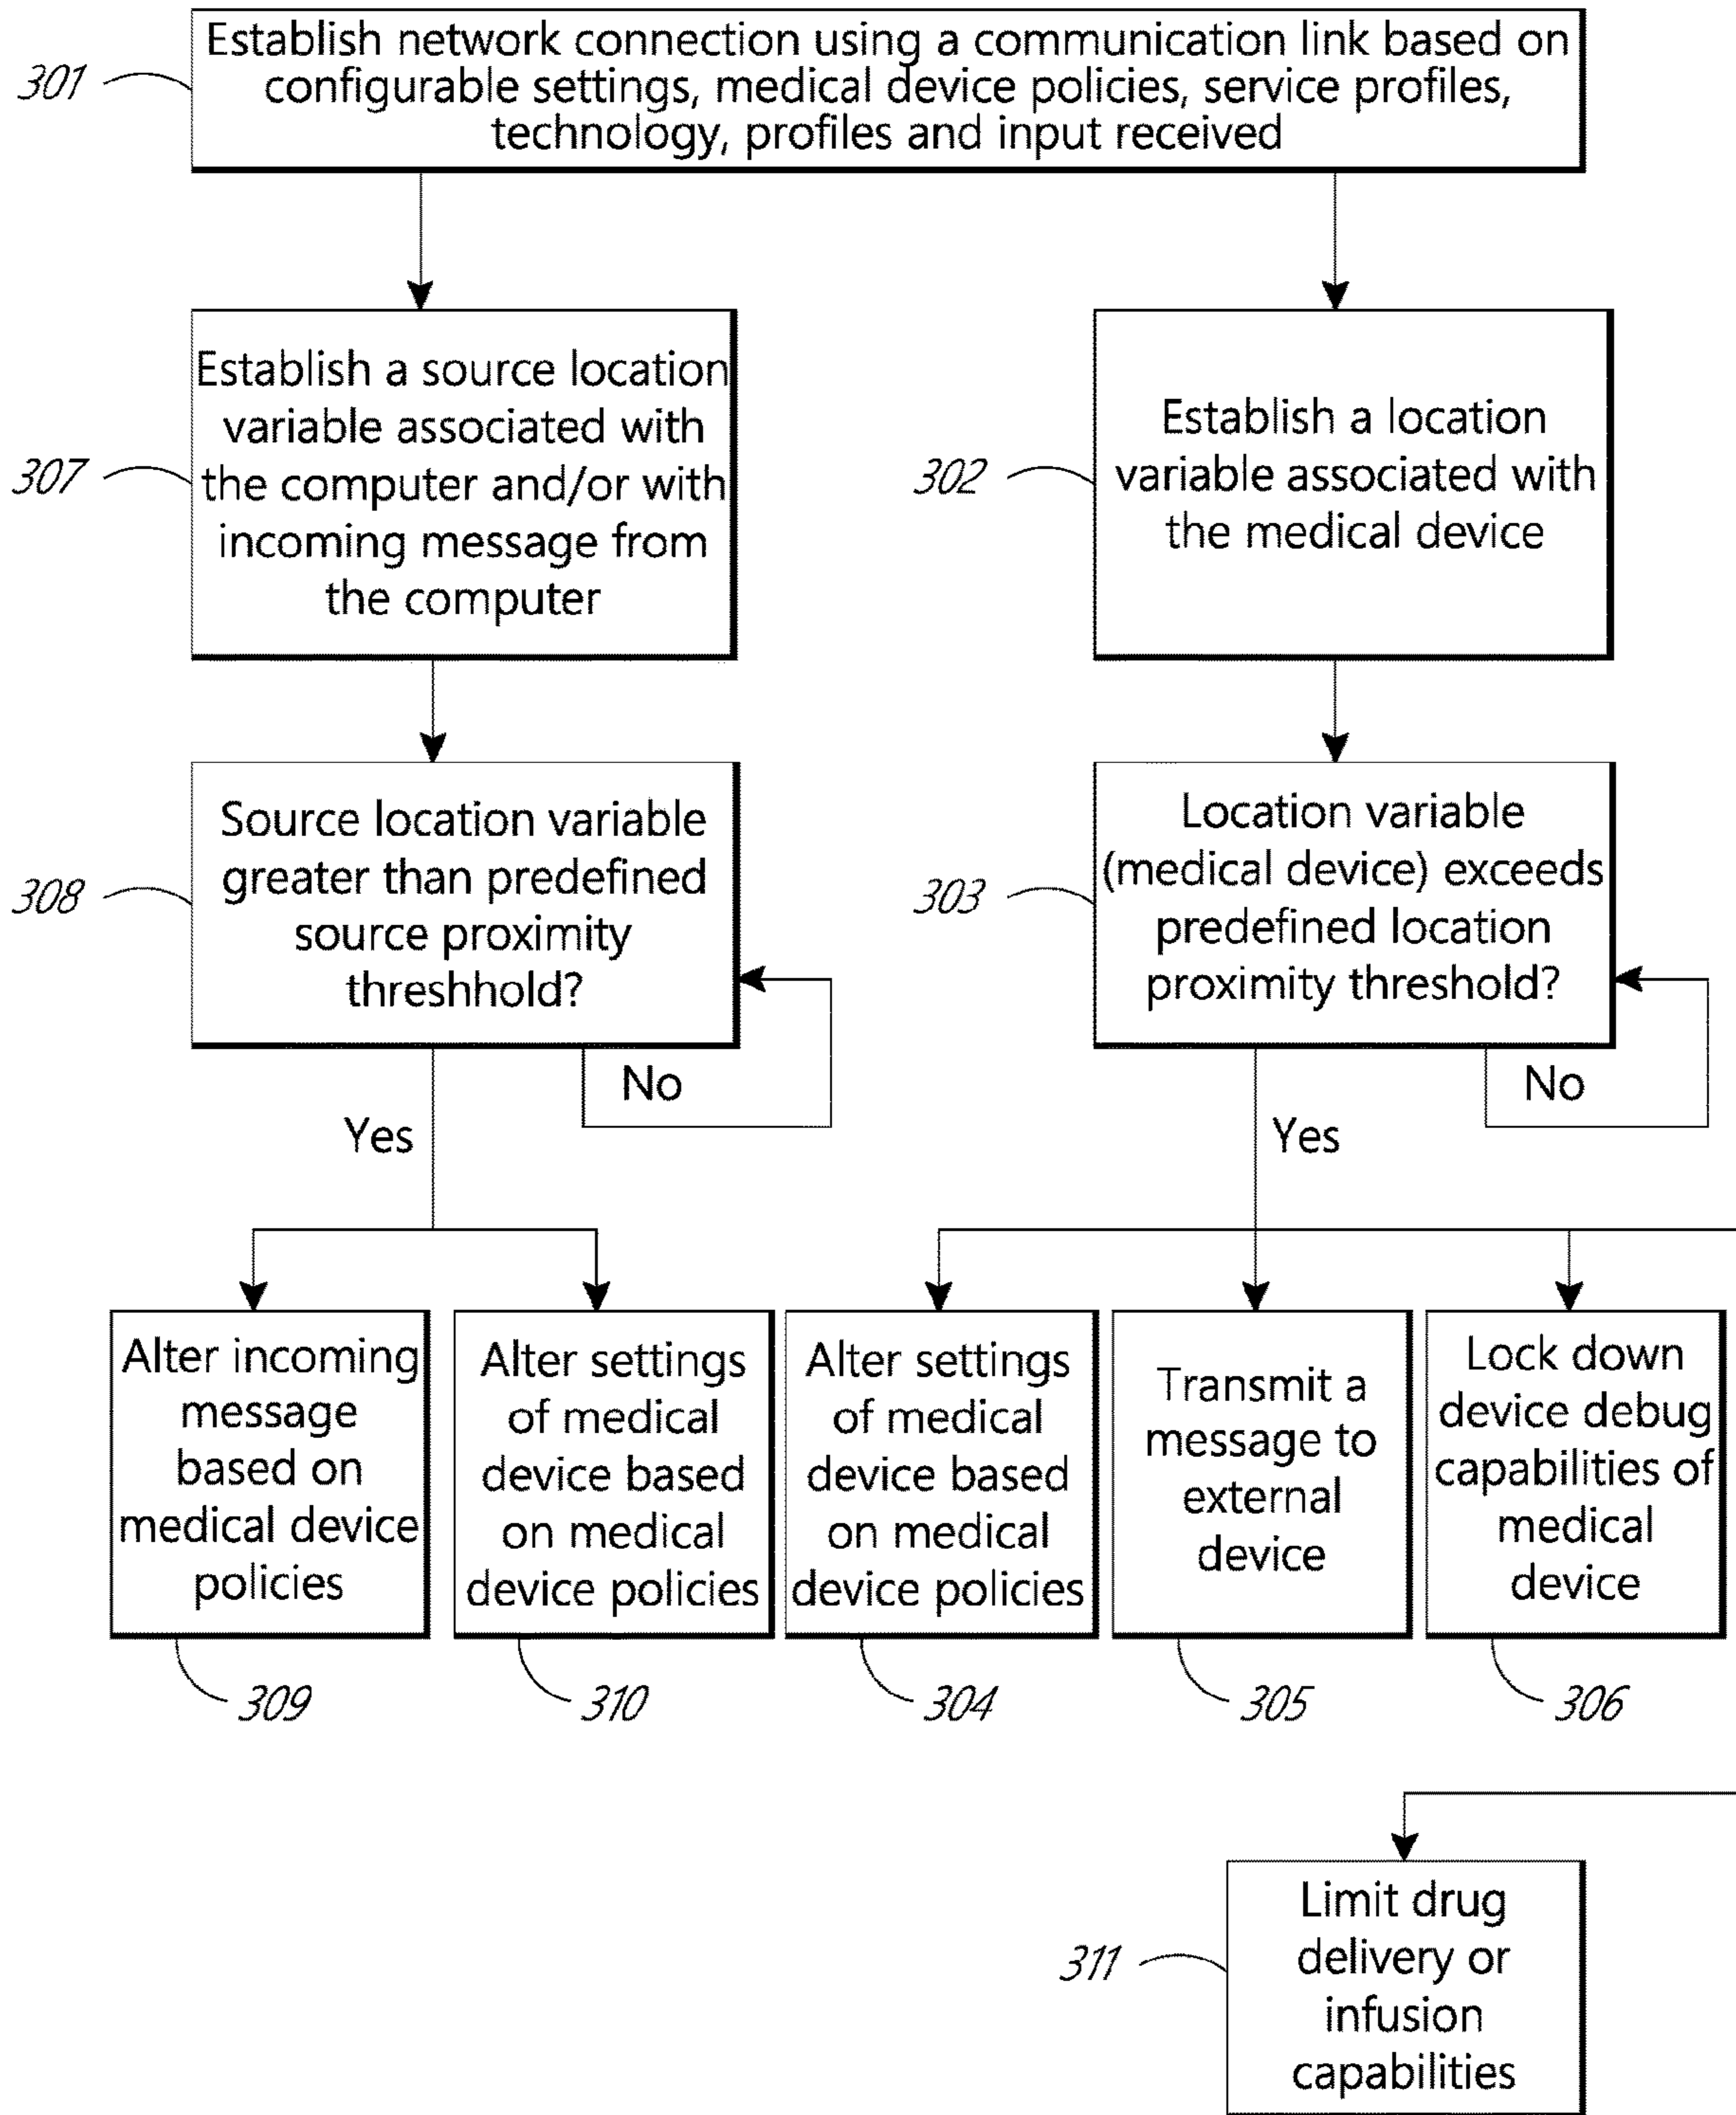 301
Establish network connection using a communication link based on
configurable settings, medical device policies, service profiles,
technology, profiles and input received
307
Establish a source location
variable associated with
the computer and/or with
incoming message from
the computer
302
Establish a location
variable associated with
the medical device
308
Source location variable
greater than predefined
source proximity
threshhold?
No
Yes
303
Location variable
(medical device) exceeds
predefined location
proximity threshold?
No
Yes
Alter incoming
message
based on
medical device
policies
309
Alter settings
of medical
device based
on medical
device policies
310
Alter settings
of medical
device based
on medical
device policies
304
Transmit a
message to
external
device
305
Lock down
device debug
capabilities of
medical
device
306
311
Limit drug
delivery or
infusion
capabilities